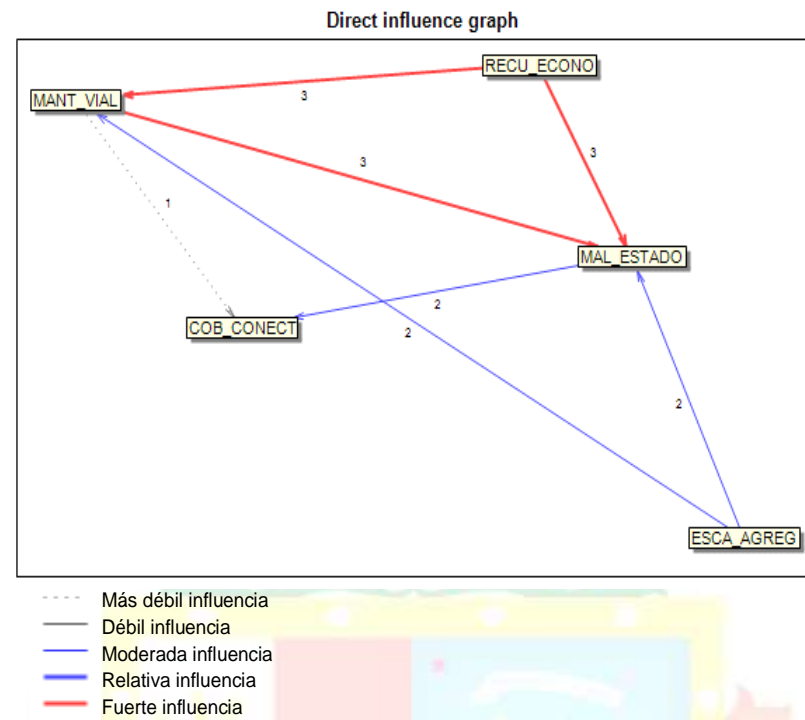 Direct influence graph
RECU_ECONO
MANT_VIAL
3
3
3
1
MAL_ESTADO
2
COB_CONECT
2
2
ESCA_AGREG
Más débil influencia
Débil influencia
Moderada influencia
Relativa influencia
Fuerte influencia